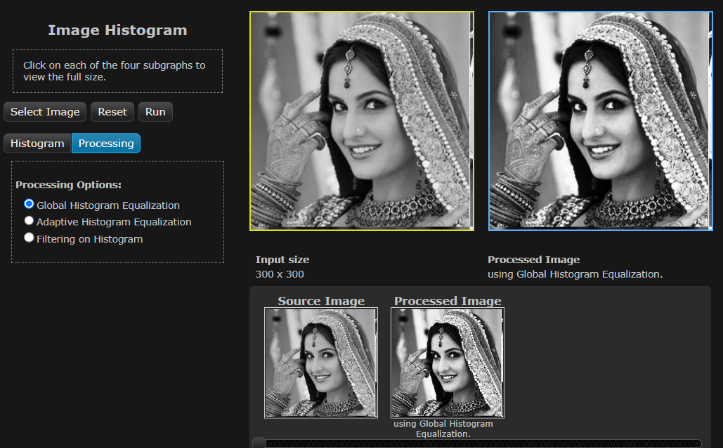 Image Histogram
Click on each of the four subgraphs to
view the full size.
Select Image
Reset
Run
Histogram
Processing
Processing Options:
Global Histogram Equalization
Adaptive Histogram Equalization
Filtering on Histogram
Input size
300 x 300
Processed Image
using Global Histogram Equalization.
Source Image
Processed Image
using Global Histogram
Equalization.